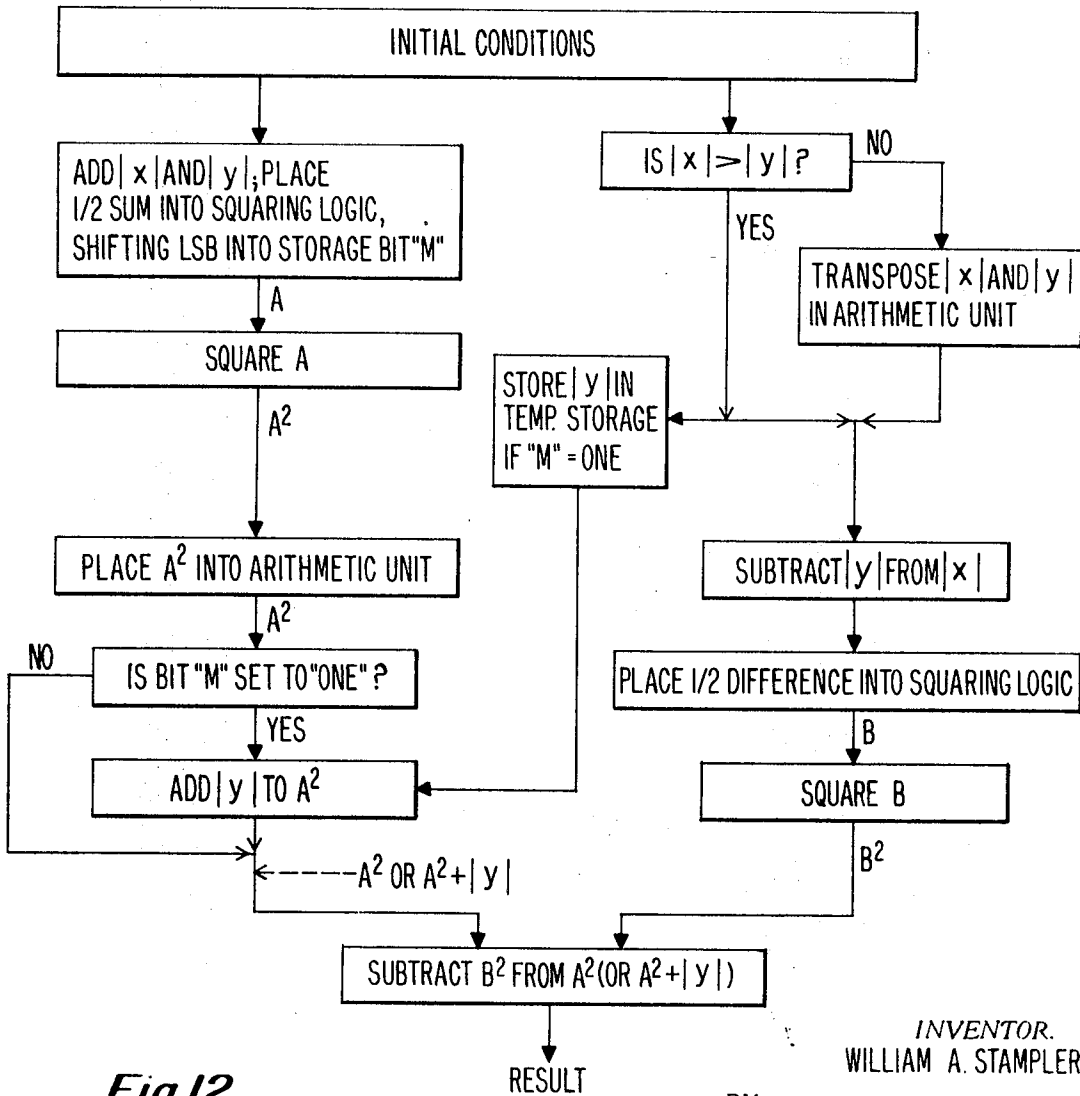 INITIAL CONDITIONS
ADD|x|AND|y|;PLACE
1/2 SUM INTO SQUARING LOGIC,
SHIFTING LSB INTO STORAGE BIT"M"
A
SQUARE A
A²
PLACE A² INTO ARITHMETIC UNIT
A²
IS BIT "M" SET TO "ONE" ?
NO
YES
ADD|y|TO A²
A² OR A²+|y|
IS|x|>|y|?
NO
YES
TRANSPOSE|x|AND|y|
IN ARITHMETIC UNIT
STORE|y|IN
TEMP. STORAGE
IF "M" = ONE
SUBTRACT|y|FROM|x|
PLACE 1/2 DIFFERENCE INTO SQUARING LOGIC
B
SQUARE B
B²
SUBTRACT B² FROM A²(OR A²+|y|)
RESULT
Fig.12
INVENTOR.
WILLIAM A. STAMPLER